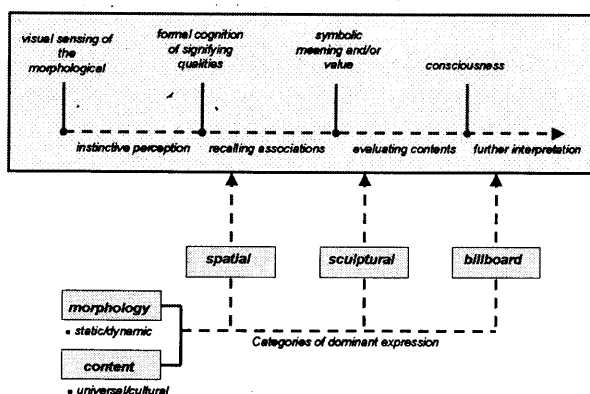 visual sensing of
the
morphological
formal cognition
of signifying
qualities
symbolic
meaning and/or
value
consciousness
instinctive perception
recalling associations
evaluating contents
further interpretation
spatial
sculptural
billboard
morphology
▪ static/dynamic
Categories of dominant expression
content
▪ universal/cultural